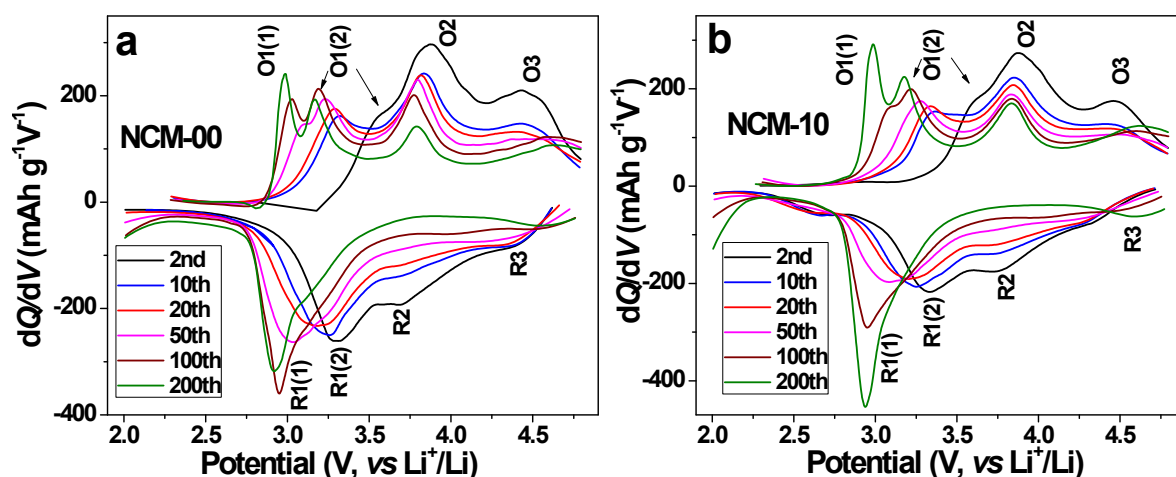 a
O1(1)
O1(2)
O2
O3
NCM-00
200
0
-200
-400
dQ/dV (mAh g-1V-1)
2nd
10th
20th
50th
100th
200th
R1(1)
R1(2)
R2
R3
2.0 2.5 3.0 3.5 4.0 4.5
Potential (V, vs Li+/Li)
b
O1(1)
O1(2)
O2
O3
NCM-10
200
0
-200
-400
dQ/dV (mAh g-1V-1)
2nd
10th
20th
50th
100th
200th
R1(1)
R1(2)
R2
R3
2.0 2.5 3.0 3.5 4.0 4.5
Potential (V, vs Li+/Li)